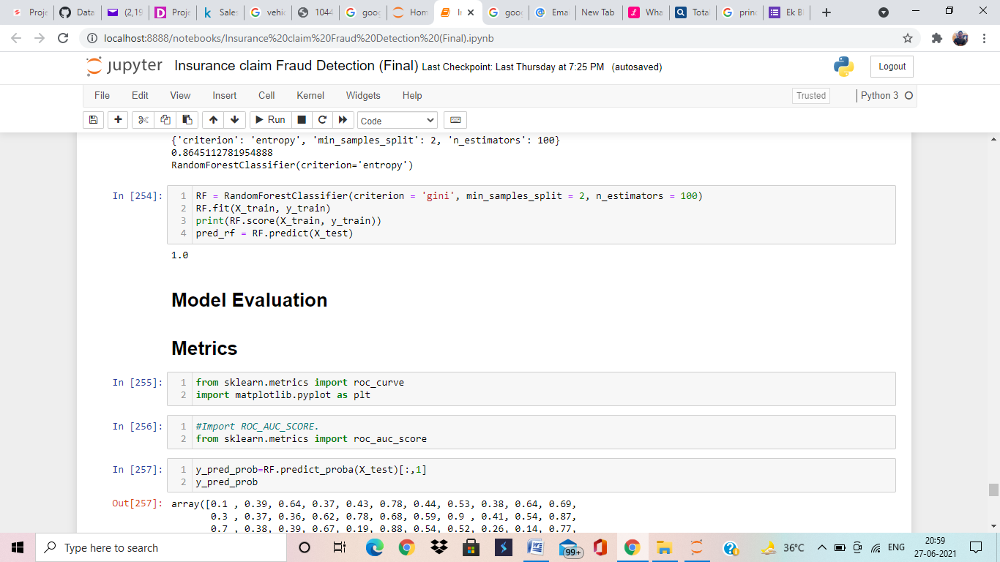 Proje
Data
(2,19
Proje
Sales
vehic
1044
goog
Hom
In
goog
Emai
New Tab
Wha
Total
princ
Ek Bh
localhost:8888/notebooks/Insurance%20claim%20Fraud%20Detection%20(Final).ipynb
jupyter Insurance claim Fraud Detection (Final) Last Checkpoint: Last Thursday at 7:25 PM (autosaved)
Logout
File Edit View Insert Cell Kernel Widgets Help
Trusted
Python 3
Run
Code
{'criterion': 'entropy', 'min_samples_split': 2, 'n_estimators': 100}
0.8645112781954888
RandomForestClassifier(criterion='entropy')
In [254]:
1 RF = RandomForestClassifier(criterion = 'gini', min_samples_split = 2, n_estimators = 100)
2 RF.fit(X_train, y_train)
3 print(RF.score(X_train, y_train))
4 pred_rf = RF.predict(X_test)
1.0
Model Evaluation
Metrics
In [255]:
1 from sklearn.metrics import roc_curve
2 import matplotlib.pyplot as plt
In [256]:
1 #Import ROC_AUC_SCORE.
2 from sklearn.metrics import roc_auc_score
In [257]:
1 y_pred_prob=RF.predict_proba(X_test)[:,1]
2 y_pred_prob
Out[257]: array([0.1 , 0.39, 0.64, 0.37, 0.43, 0.78, 0.44, 0.53, 0.38, 0.64, 0.69,
0.3 , 0.37, 0.36, 0.62, 0.78, 0.68, 0.59, 0.9 , 0.41, 0.54, 0.87,
0.7 , 0.38, 0.39, 0.67, 0.19, 0.88, 0.54, 0.52, 0.26, 0.14, 0.77,
Type here to search
99+
36°C
ENG
20:59
27-06-2021